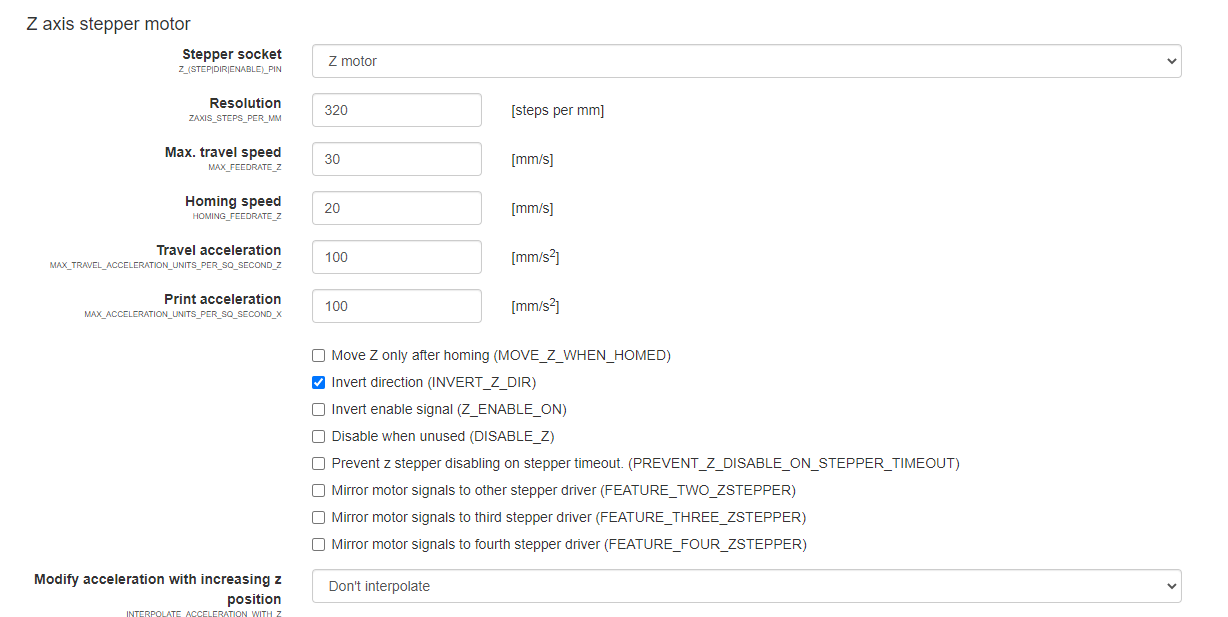 Z axis stepper motor
Stepper socket
Z_(STEP|DIR|ENABLE)_PIN
Z motor
Resolution
ZAXIS_STEPS_PER_MM
320
[steps per mm]
Max. travel speed
MAX_FEEDRATE_Z
30
[mm/s]
Homing speed
HOMING_FEEDRATE_Z
20
[mm/s]
Travel acceleration
MAX_TRAVEL_ACCELERATION_UNITS_PER_SQ_SECOND_Z
100
[mm/s²]
Print acceleration
MAX_ACCELERATION_UNITS_PER_SQ_SECOND_X
100
[mm/s²]
Move Z only after homing (MOVE_Z_WHEN_HOMED)
Invert direction (INVERT_Z_DIR)
Invert enable signal (Z_ENABLE_ON)
Disable when unused (DISABLE_Z)
Prevent z stepper disabling on stepper timeout. (PREVENT_Z_DISABLE_ON_STEPPER_TIMEOUT)
Mirror motor signals to other stepper driver (FEATURE_TWO_ZSTEPPER)
Mirror motor signals to third stepper driver (FEATURE_THREE_ZSTEPPER)
Mirror motor signals to fourth stepper driver (FEATURE_FOUR_ZSTEPPER)
Modify acceleration with increasing z
position
INTERPOLATE_ACCELERATION_WITH_Z
Don't interpolate